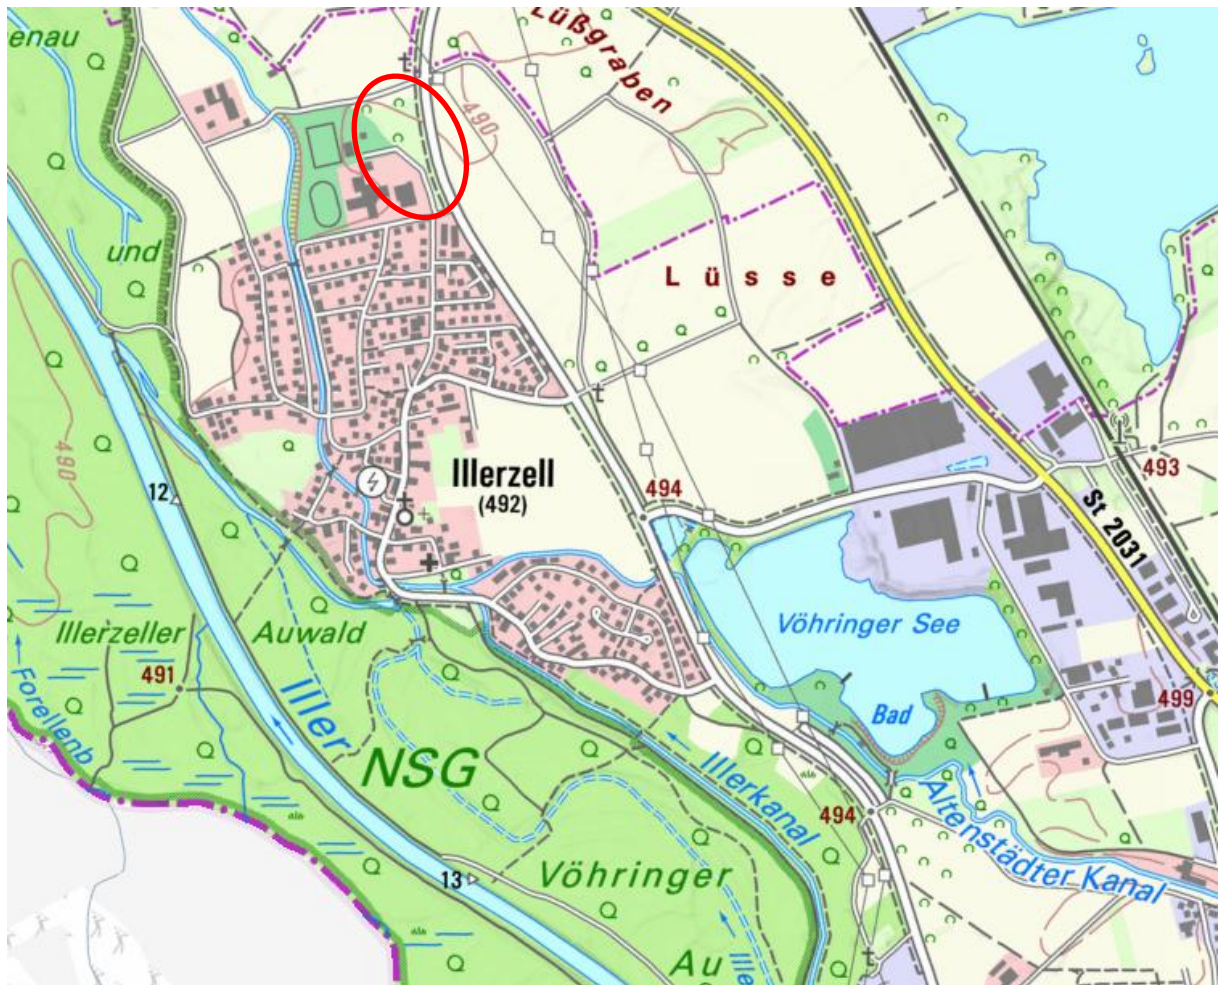 enau
Lüßgraben
490
und
Lüsse
490
Illerzell
(492)
494
493
12
St 2031
Illerzeller
Auwald
Vöhringer See
491
Iller
499
Forellenb
Bad
NSG
Illerkanal
494
Altenstädter Kanal
13
Vöhringer
Au
Ille